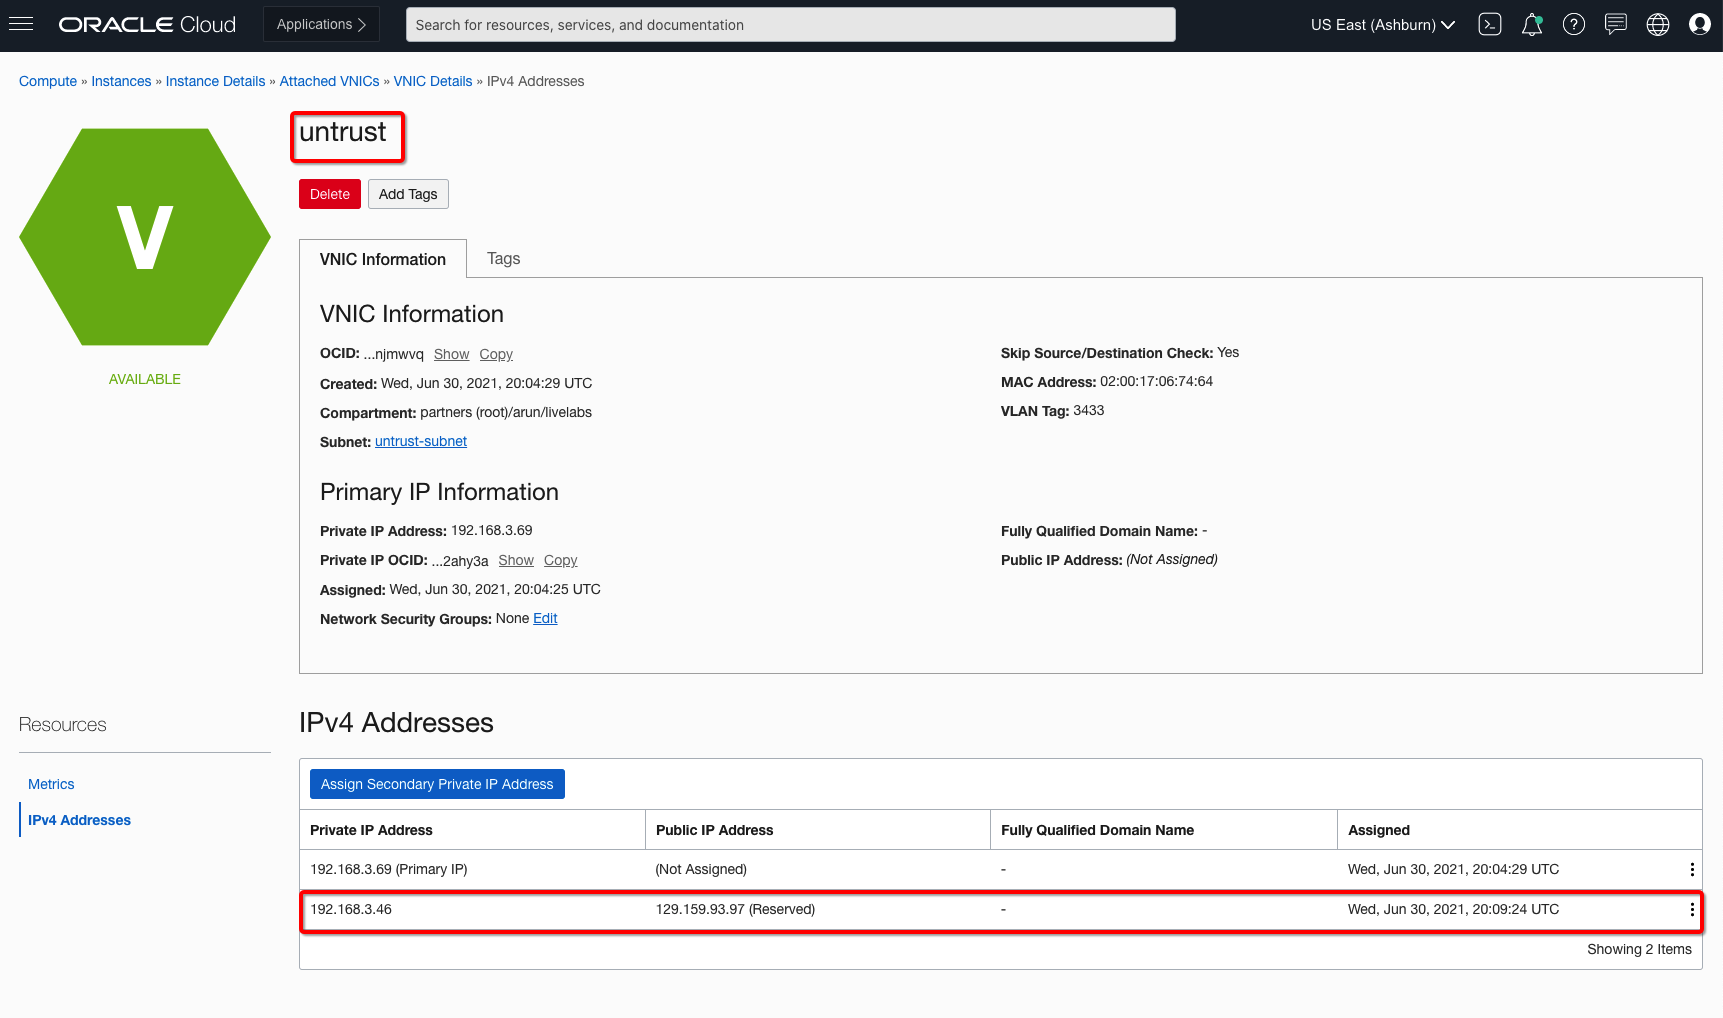 ORACLE Cloud
Applications
Search for resources, services, and documentation
US East (Ashburn)
Compute » Instances » Instance Details » Attached VNICs » VNIC Details » IPv4 Addresses
V
AVAILABLE
untrust
Delete
Add Tags
VNIC Information
Tags
VNIC Information
OCID: ...njmwvq Show Copy
Created: Wed, Jun 30, 2021, 20:04:29 UTC
Compartment: partners (root)/arun/livelabs
Subnet: untrust-subnet
Skip Source/Destination Check: Yes
MAC Address: 02:00:17:06:74:64
VLAN Tag: 3433
Primary IP Information
Private IP Address: 192.168.3.69
Private IP OCID: ...2ahy3a Show Copy
Assigned: Wed, Jun 30, 2021, 20:04:25 UTC
Network Security Groups: None Edit
Fully Qualified Domain Name: -
Public IP Address: (Not Assigned)
Resources
Metrics
IPv4 Addresses
IPv4 Addresses
Assign Secondary Private IP Address
Private IP Address Public IP Address Fully Qualified Domain Name Assigned
192.168.3.69 (Primary IP) (Not Assigned) - Wed, Jun 30, 2021, 20:04:29 UTC
192.168.3.46 129.159.93.97 (Reserved) - Wed, Jun 30, 2021, 20:09:24 UTC
Showing 2 Items